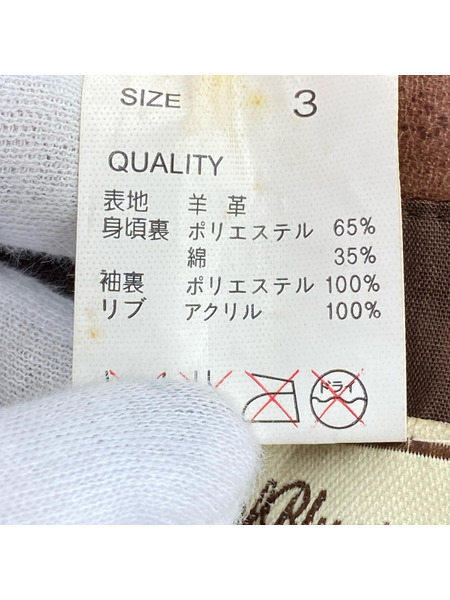 SIZE 3
QUALITY
表地 羊革
身頃裏 ポリエステル 65%
綿 35%
袖裏 ポリエステル 100%
リブ アクリル 100%
ドライ